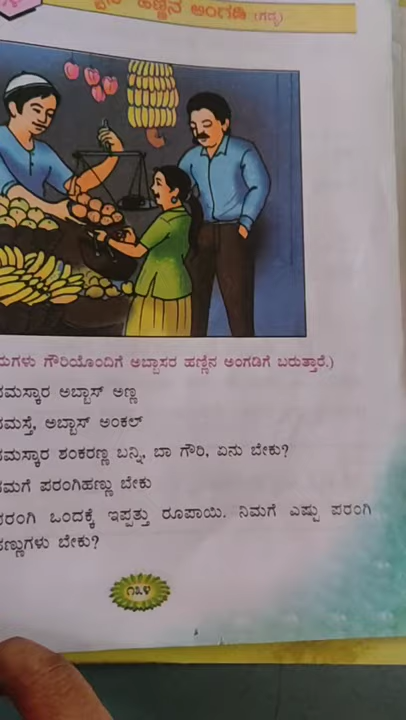 ಹಣ್ಣಿನ ಅಂಗಡಿ (ಗದ್ಯ)
ಗೌರಿಯೊಂದಿಗೆ ಅಬ್ಬಾಸರ ಹಣ್ಣಿನ ಅಂಗಡಿಗೆ ಬರುತ್ತಾರೆ.)
ನಮಸ್ಕಾರ ಅಬ್ಬಾಸ್ ಅಣ್ಣ
ನಮಸ್ತೆ, ಅಬ್ಬಾಸ್ ಅಂಕಲ್
ನಮಸ್ಕಾರ ಶಂಕರಣ್ಣ ಬನ್ನಿ, ಬಾ ಗೌರಿ, ಏನು ಬೇಕು?
ನಮಗೆ ಪರಂಗಿಹಣ್ಣು ಬೇಕು
ಪರಂಗಿ ಒಂದಕ್ಕೆ ಇಪ್ಪತ್ತು ರೂಪಾಯಿ. ನಿಮಗೆ ಎಷ್ಟು ಪರಂಗಿ
ಹಣ್ಣುಗಳು ಬೇಕು?
೧೩೪